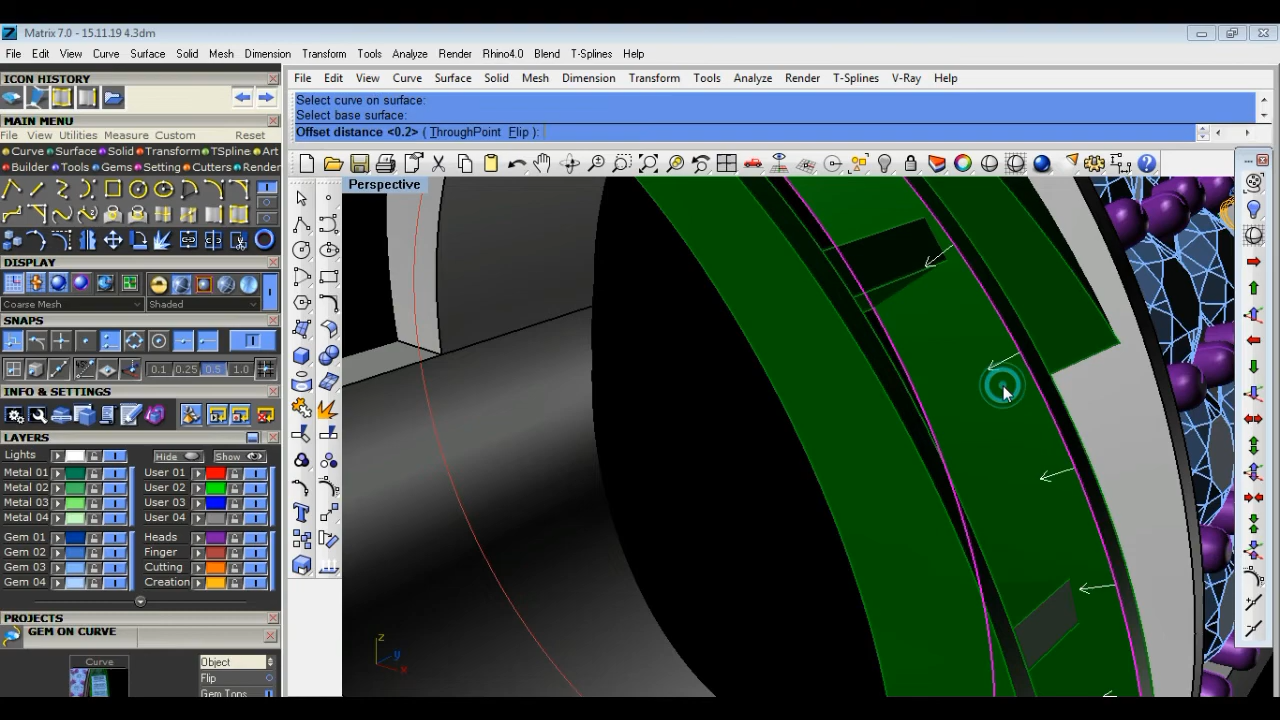 Matrix 7.0 - 15.11.19 4.3dm
File Edit View Curve Surface Solid Mesh Dimension Transform Tools Analyze Render Rhino4.0 Blend T-Splines Help
ICON HISTORY
MAIN MENU
File View Utilities Measure Custom
Curve Surface Solid Transform TSpline Art
Builder Tools Gems Setting Cutters Render
DISPLAY
Coarse Mesh Shaded
SNAPS
0.1 0.25 0.5 1.0
INFO & SETTINGS
LAYERS
Lights Hide Show
Metal 01 User 01
Metal 02 User 02
Metal 03 User 03
Metal 04 User 04
Gem 01 Heads
Gem 02 Finger
Gem 03 Cutting
Gem 04 Creation
PROJECTS
GEM ON CURVE
Curve
Object
Flip
Gem Tops
File Edit View Curve Surface Solid Mesh Dimension Transform Tools Analyze Render T-Splines V-Ray Help
Select curve on surface:
Select base surface:
Offset distance <0.2> ( ThroughPoint Flip ):
Perspective
z
y
x